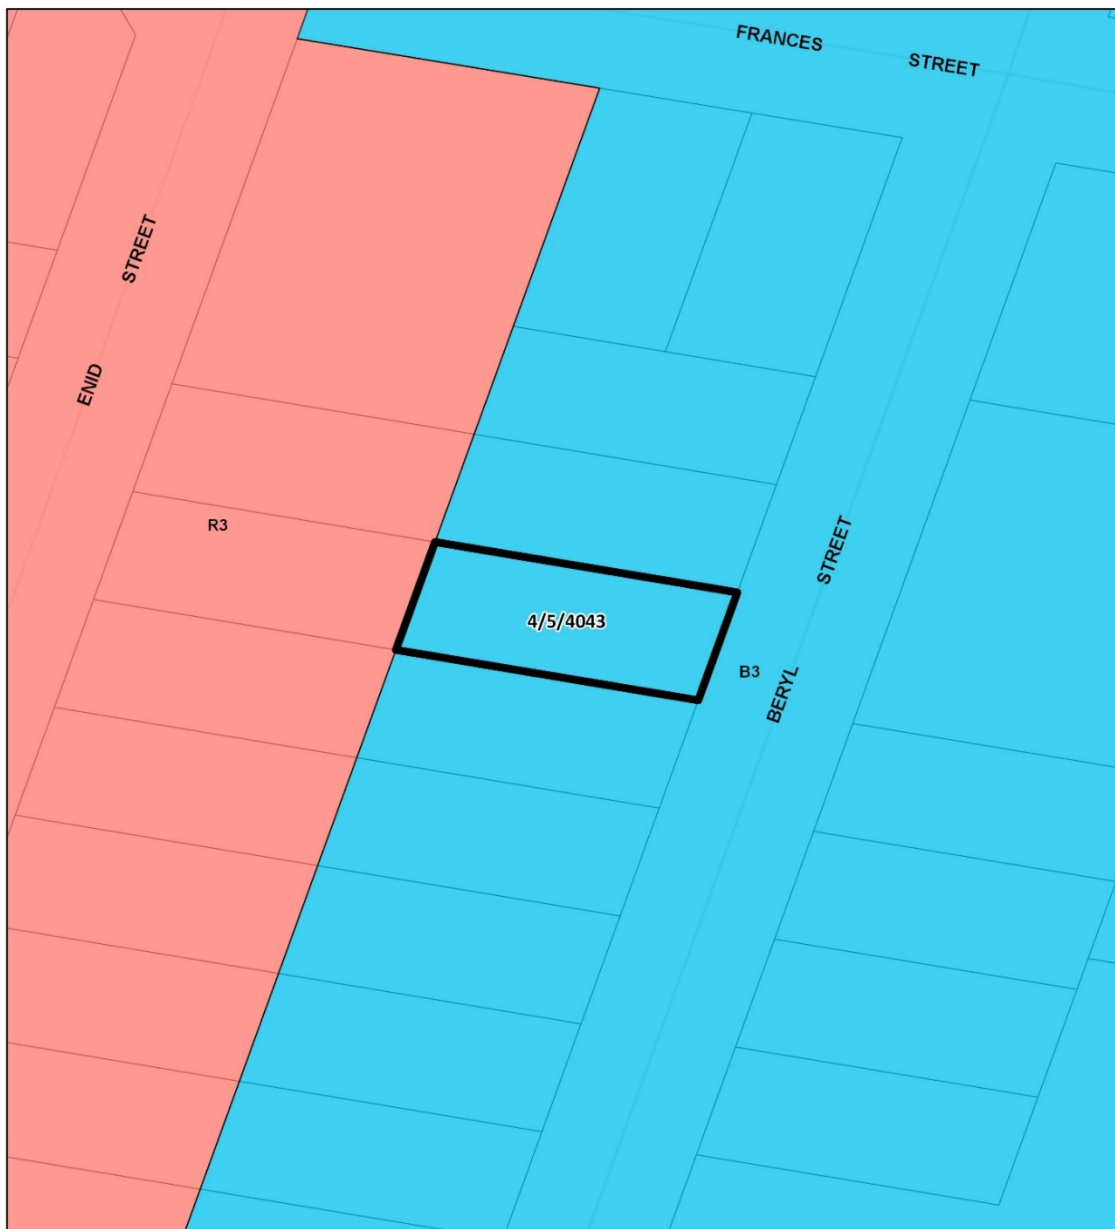 FRANCES STREET
ENID STREET
R3
4/5/4043
B3
BERYL STREET